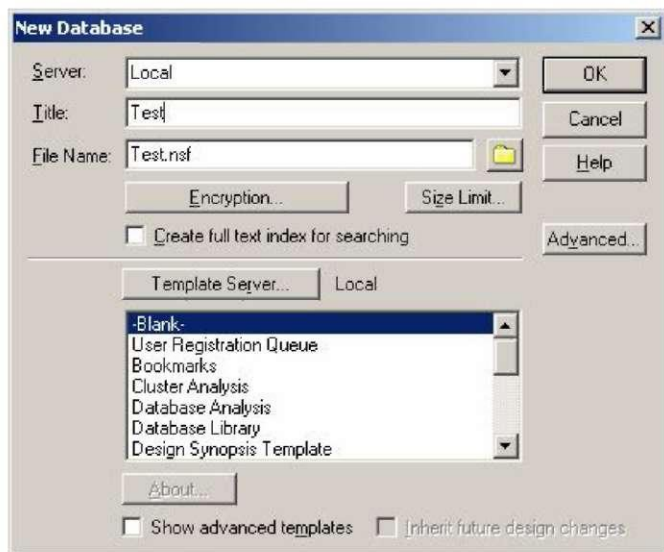 New Database
Server: Local OK
Title: Test Cancel
File Name: Test.nsf Help
Encryption... Size Limit...
Create full text index for searching Advanced...
Template Server... Local
-Blank-
User Registration Queue
Bookmarks
Cluster Analysis
Database Analysis
Database Library
Design Synopsis Template
About...
Show advanced templates Inherit future design changes